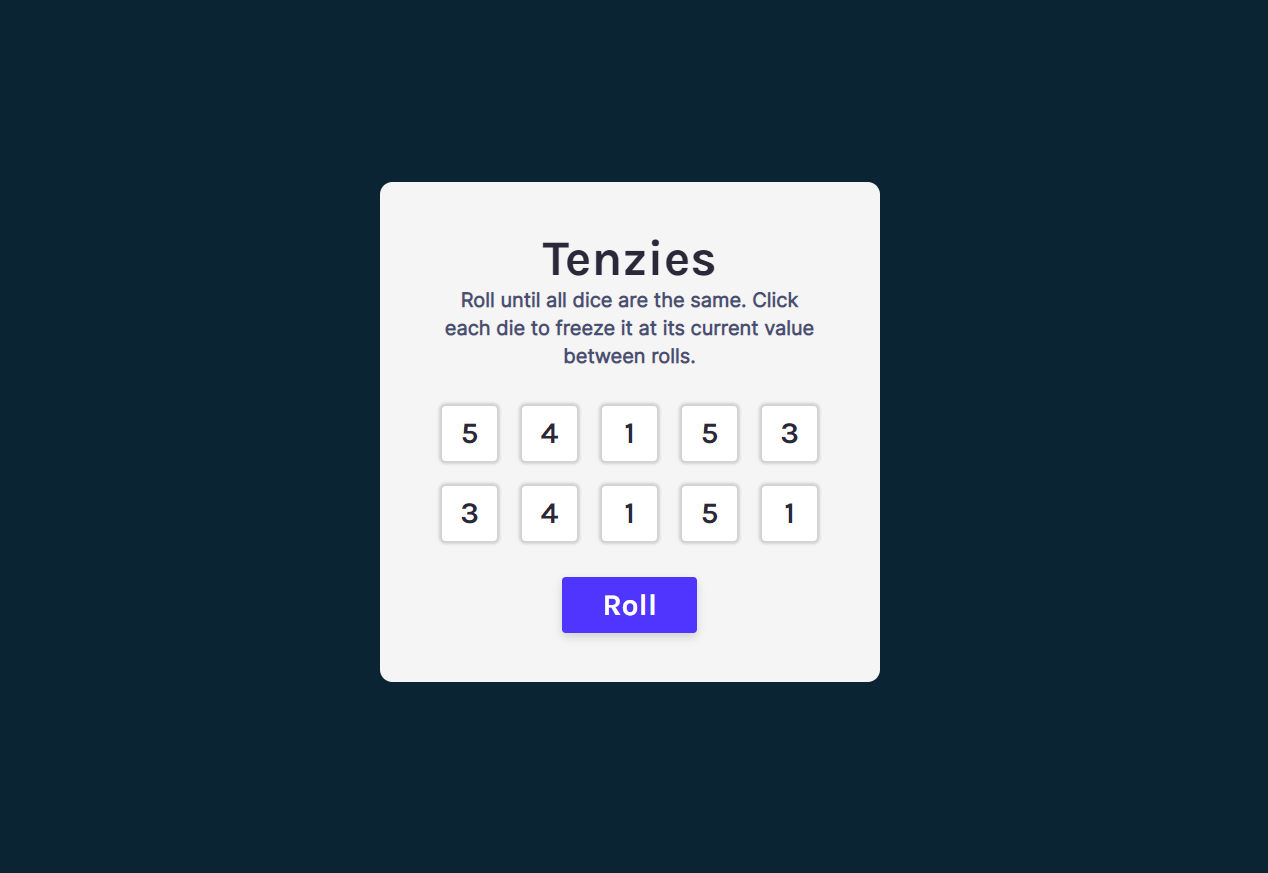 Tenzies
Roll until all dice are the same. Click
each die to freeze it at its current value
between rolls.
5 4 1 5 3
3 4 1 5 1
Roll